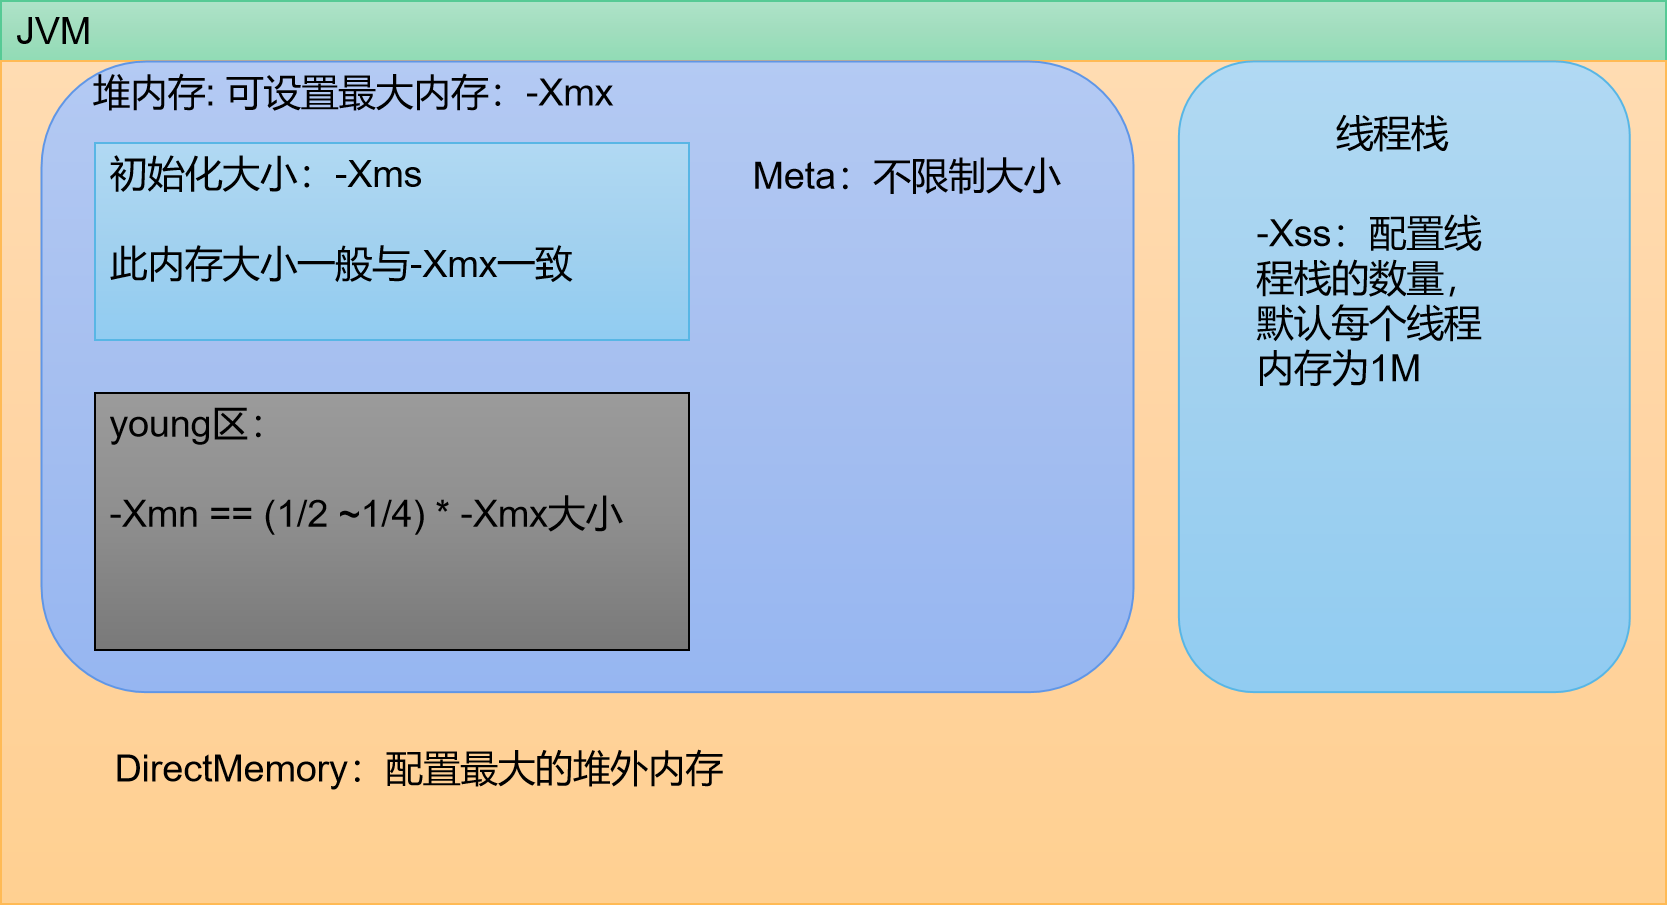 JVM
堆内存: 可设置最大内存：-Xmx
初始化大小：-Xms
此内存大小一般与-Xmx一致
Meta：不限制大小
young区：
-Xmn == (1/2 ~1/4) * -Xmx大小
线程栈
-Xss：配置线
程栈的数量，
默认每个线程
内存为1M
DirectMemory：配置最大的堆外内存